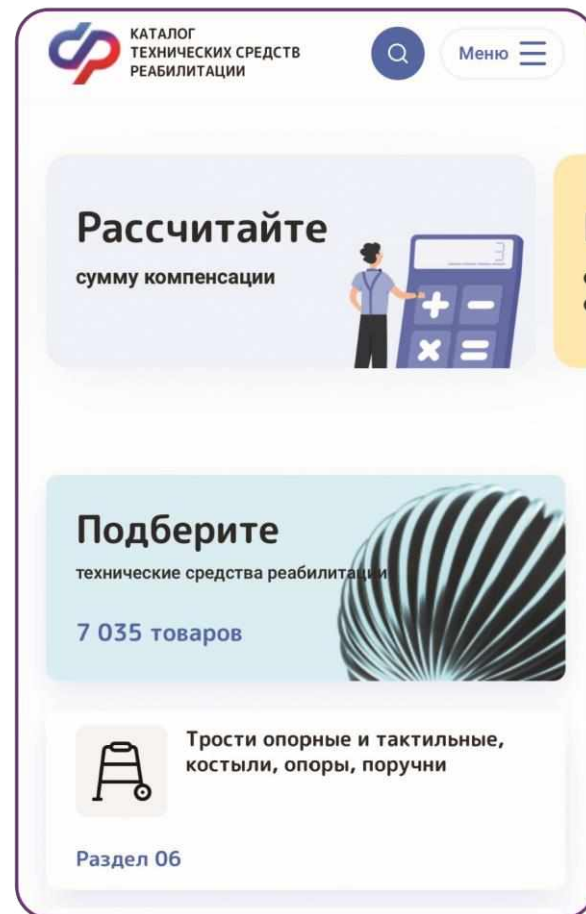 КАТАЛОГ
ТЕХНИЧЕСКИХ СРЕДСТВ
РЕАБИЛИТАЦИИ
Меню
Рассчитайте
сумму компенсации
Подберите
технические средства реабилитации
7 035 товаров
Трости опорные и тактильные,
костыли, опоры, поручни
Раздел 06